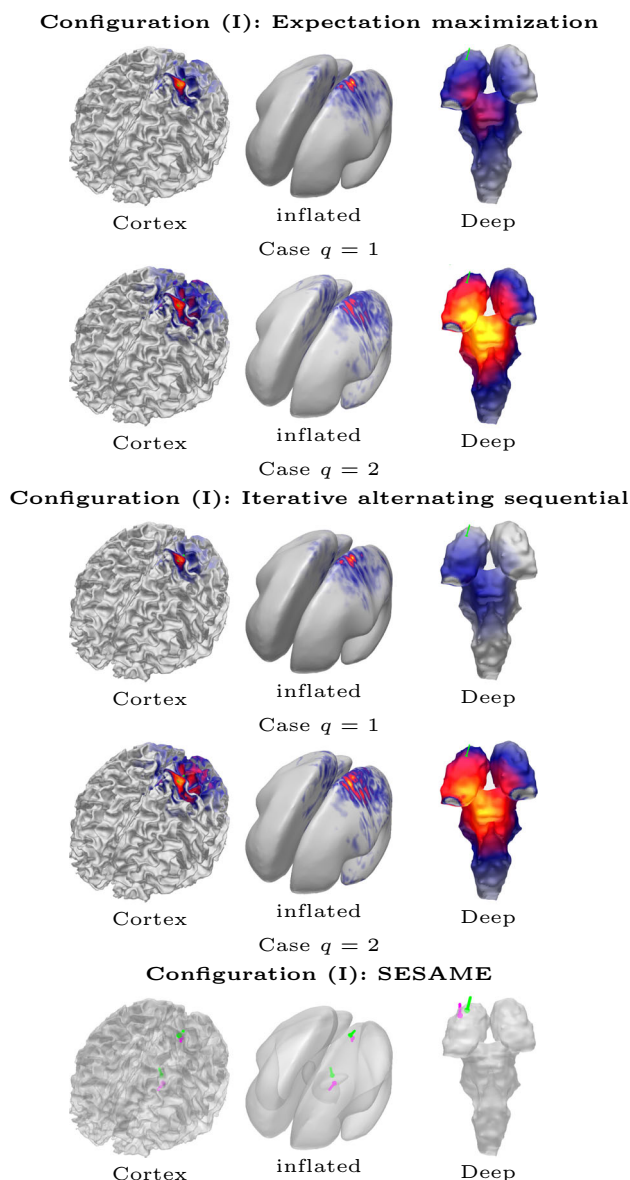 Configuration (I): Expectation maximization
Cortex inflated Deep
Case q = 1
Cortex inflated Deep
Case q = 2
Configuration (I): Iterative alternating sequential
Cortex inflated Deep
Case q = 1
Cortex inflated Deep
Case q = 2
Configuration (I): SESAME
Cortex inflated Deep